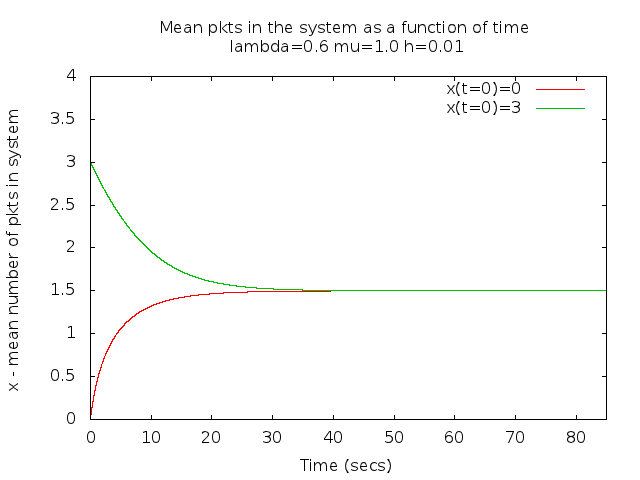 Mean pkts in the system as a function of time
lambda=0.6 mu=1.0 h=0.01
x(t=0)=0
x(t=0)=3
4
3.5
3
2.5
2
1.5
1
0.5
0
x - mean number of pkts in system
0 10 20 30 40 50 60 70 80
Time (secs)